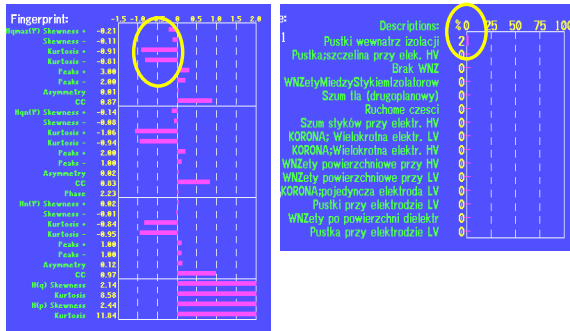 Fingerprint:
-1.5 -1.0 -.5 0 .5 1.0 1.5 2.0
Hqmax(Ψ) Skewness + -0.21
Skewness - -0.11
Kurtosis + -0.91
Kurtosis - -0.81
Peaks + 3.00
Peaks - 2.00
Asymmetry 0.01
CC 0.87
Hqn(Ψ) Skewness + -0.14
Skewness - -0.08
Kurtosis + -1.06
Kurtosis - -0.94
Peaks + 2.00
Peaks - 1.00
Asymmetry 0.02
CC 0.83
Phase 2.23
Hn(Ψ) Skewness + 0.02
Skewness - -0.01
Kurtosis + -0.84
Kurtosis - -0.95
Peaks + 1.00
Peaks - 1.00
Asymmetry 0.12
CC 0.97
H(q) Skewness 2.14
Kurtosis 8.58
H(p) Skewness 2.44
Kurtosis 11.84
e:
Descriptions: % 0 25 50 75 100
1
Pustki wewnatrz izolacji 2
Pustka;szczelina przy elek. HV 0
Brak WNZ 0
WNZetyMiedzyStykiemIzolatorow 0
Szum tla (drugoplanowy) 0
Ruchome czesci 0
Szum styków przy elektr. HV 0
KORONA; Wielokrotna elektr. LV 0
KORONA;Wielokrotna elektr. HV 0
WNZety powierzchniowe przy HV 0
WNZety powierzchniowe przy LV 0
KORONA;pojedyncza elektroda LV 0
Pustki przy elektrodzie LV 0
WNZety po powierzchni dielektr 0
Pustka przy elektrodzie LV 0